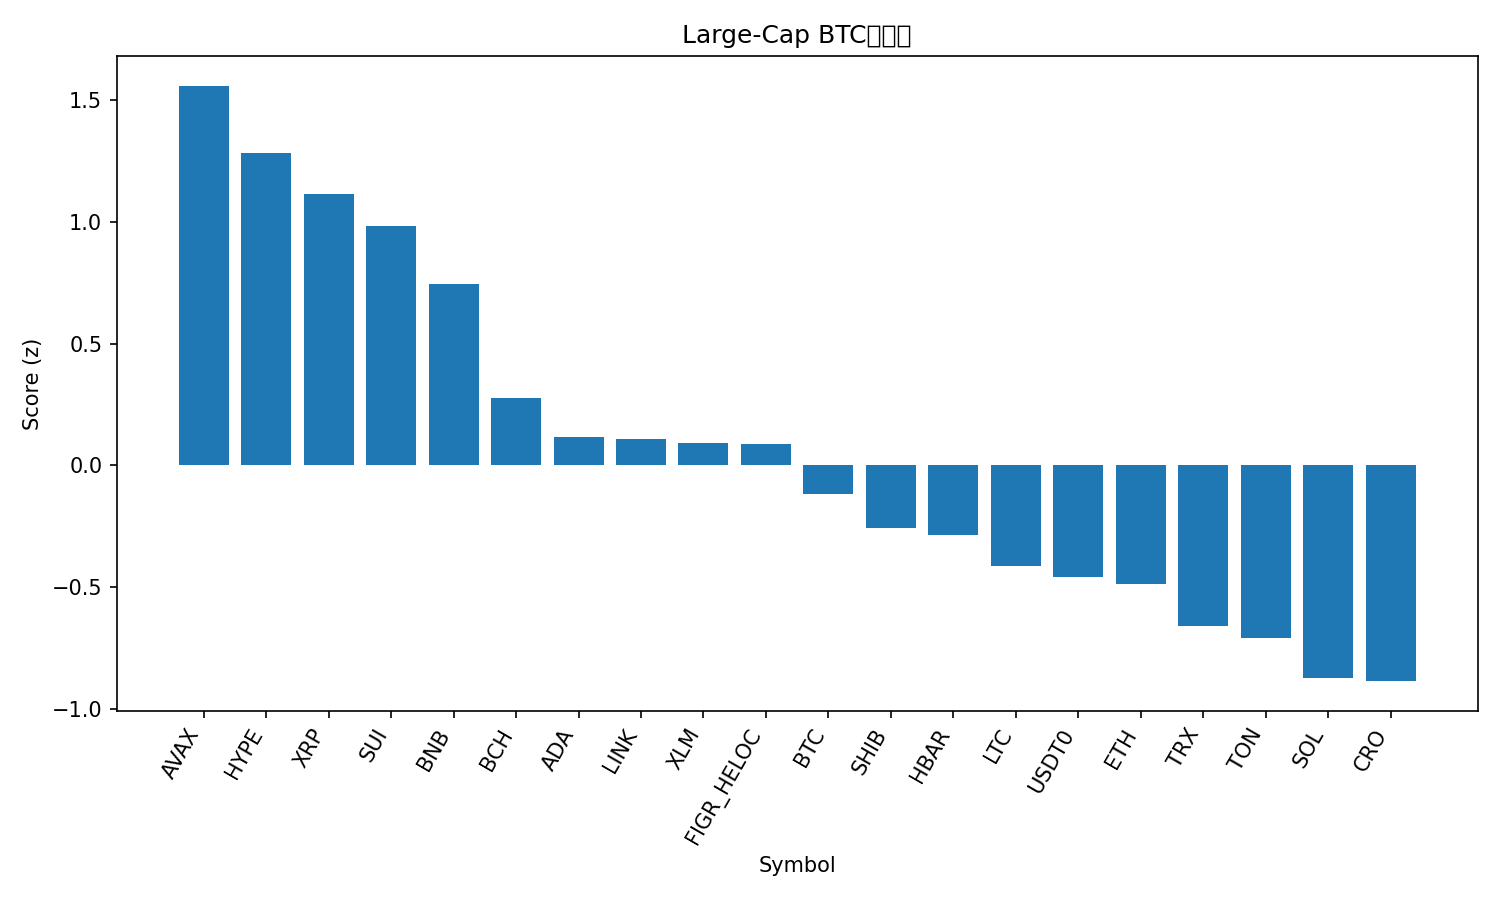 Large-Cap BTC
Score (z)
1.5
1.0
0.5
0.0
−0.5
−1.0
AVAX
HYPE
XRP
SUI
BNB
BCH
ADA
LINK
XLM
FIGR_HELOC
BTC
SHIB
HBAR
LTC
USDT0
ETH
TRX
TON
SOL
CRO
Symbol